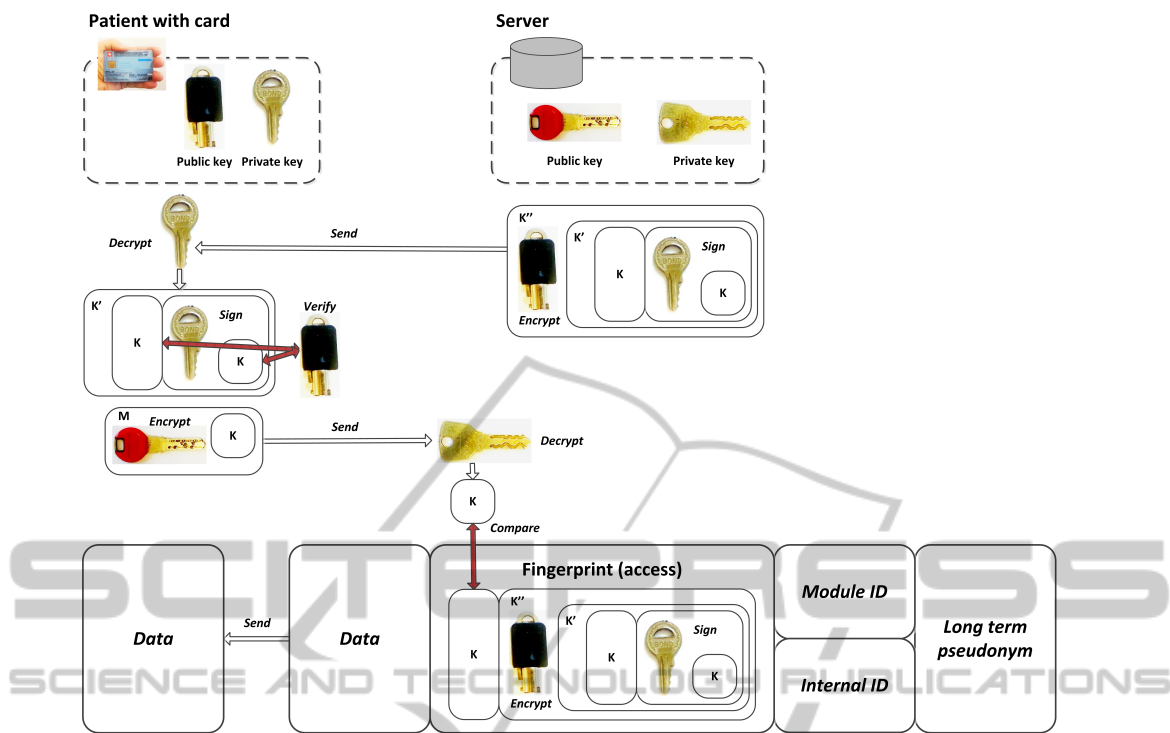 Patient with card
Server
Public key
Private key
Public key
Private key
Decrypt
Send
K''
K'
K
Sign
K
Encrypt
K'
K
Sign
K
Verify
M
Encrypt
K
Send
Decrypt
K
Compare
Data
Send
Data
Fingerprint (access)
K
K''
Encrypt
K'
K
Sign
K
Module ID
Internal ID
Long term
pseudonym
SCITEPRESS
SCIENCE AND TECHNOLOGY PUBLICATIONS